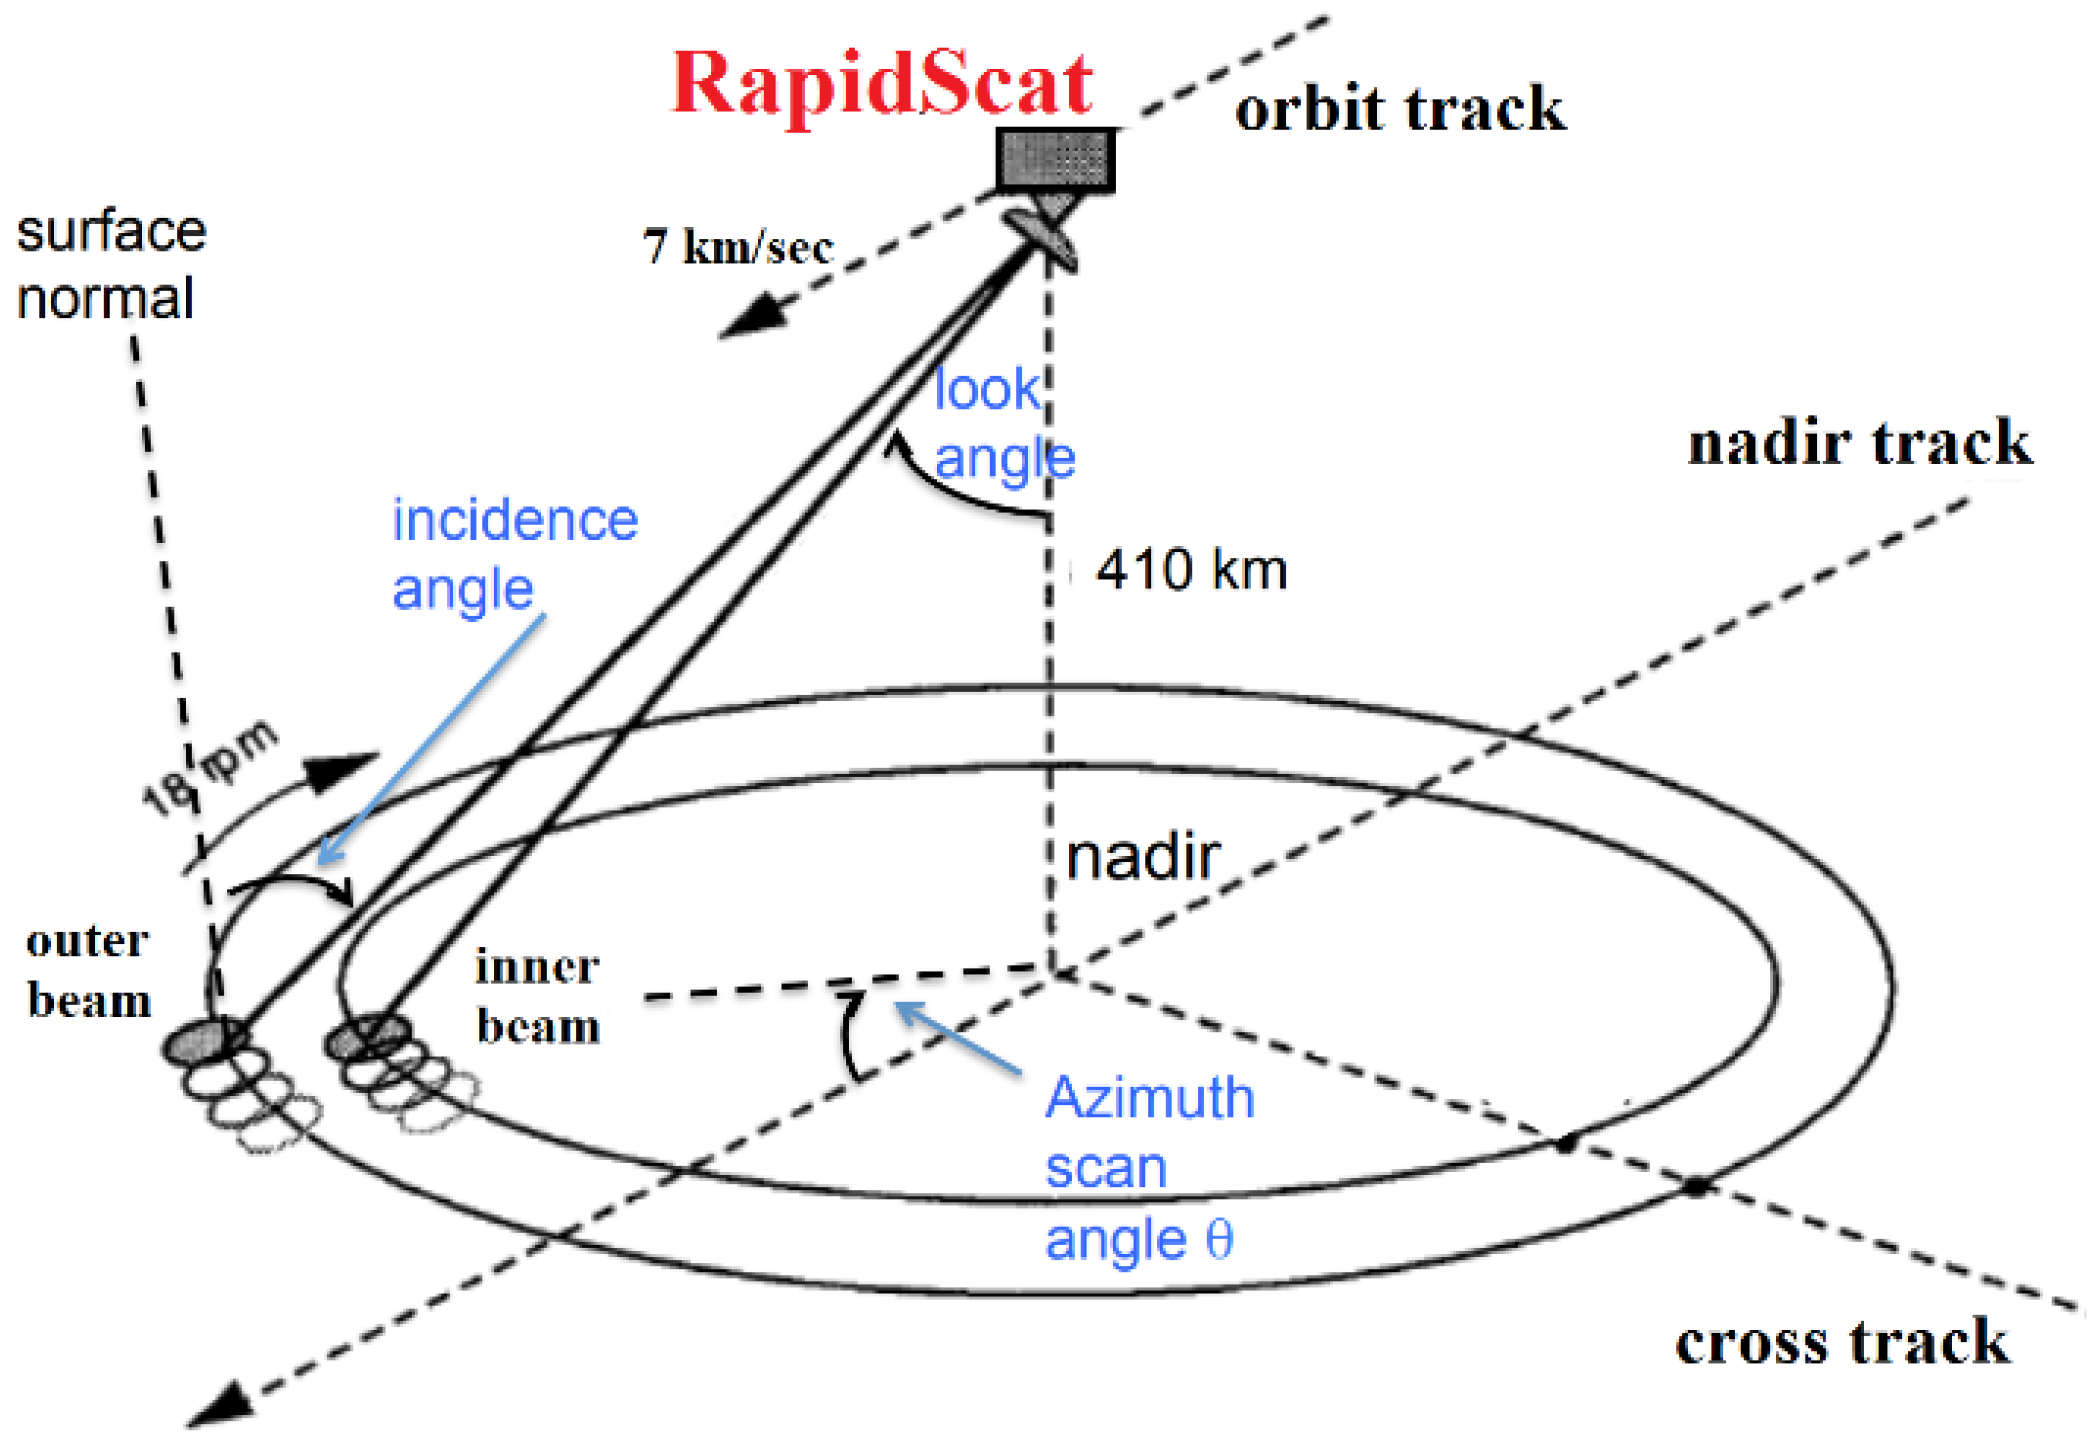 RapidScat
orbit track
surface
normal
7 km/sec
look
angle
nadir track
incidence
angle
410 km
18 rpm
nadir
outer
beam
inner
beam
Azimuth
scan
angle θ
cross track